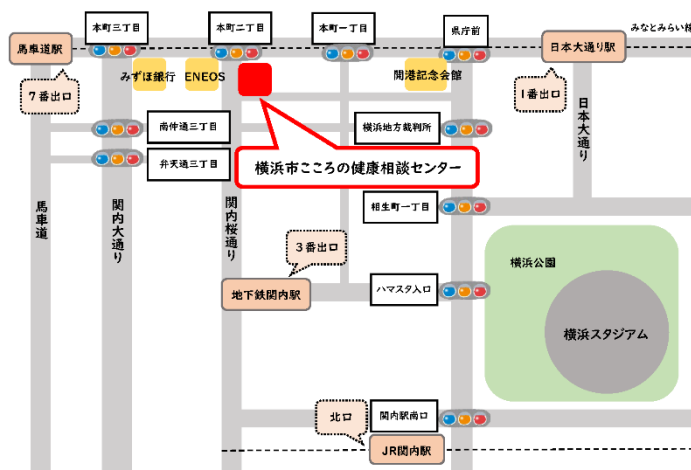 本町三丁目
本町二丁目
本町一丁目
県庁前
みなとみらい線
馬車道駅
日本大通り駅
みずほ銀行
ENEOS
開港記念会館
7番出口
1番出口
南仲通三丁目
横浜地方裁判所
日本大通り
弁天通三丁目
横浜市こころの健康相談センター
馬車道
関内大通り
関内桜通り
相生町一丁目
3番出口
横浜公園
地下鉄関内駅
ハマスタ入口
横浜スタジアム
北口
関内駅南口
JR関内駅